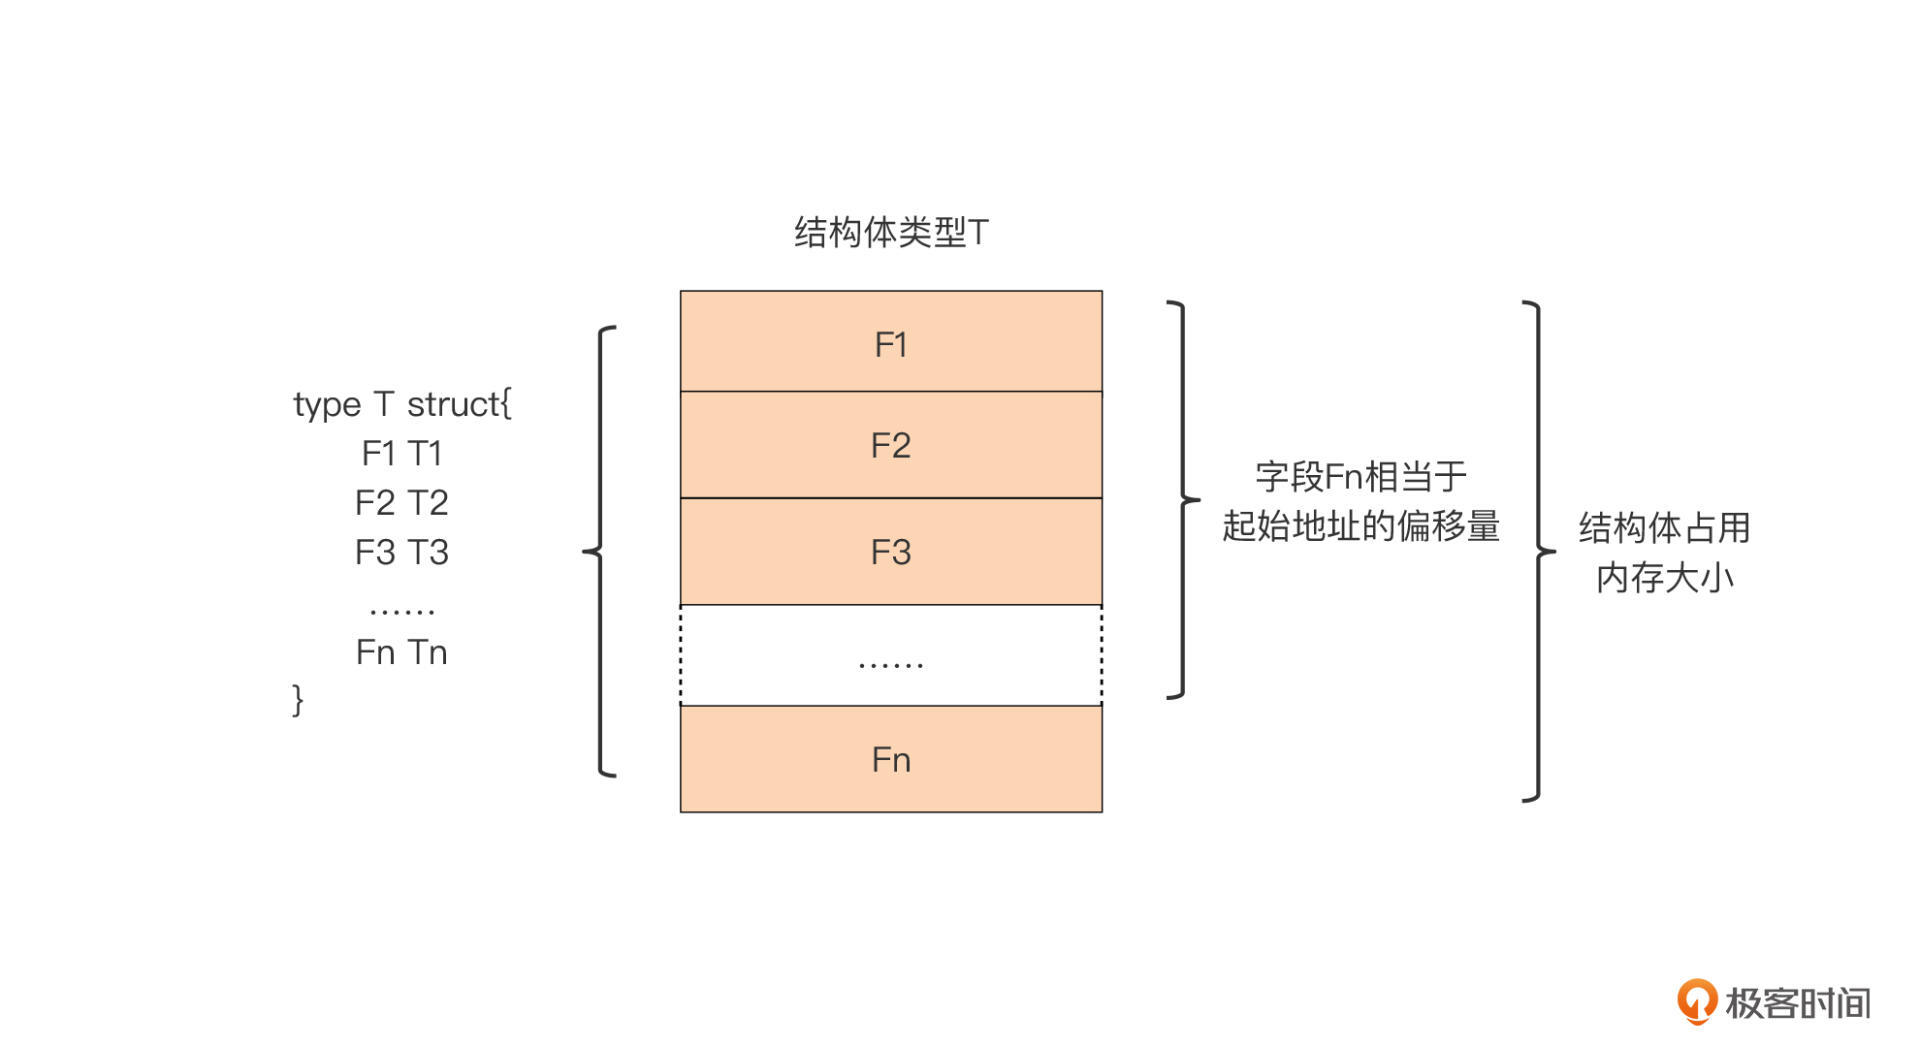 结构体类型T
type T struct{
F1 T1
F2 T2
F3 T3
......
Fn Tn
}
F1
F2
F3
......
Fn
字段Fn相当于
起始地址的偏移量
结构体占用
内存大小
极客时间